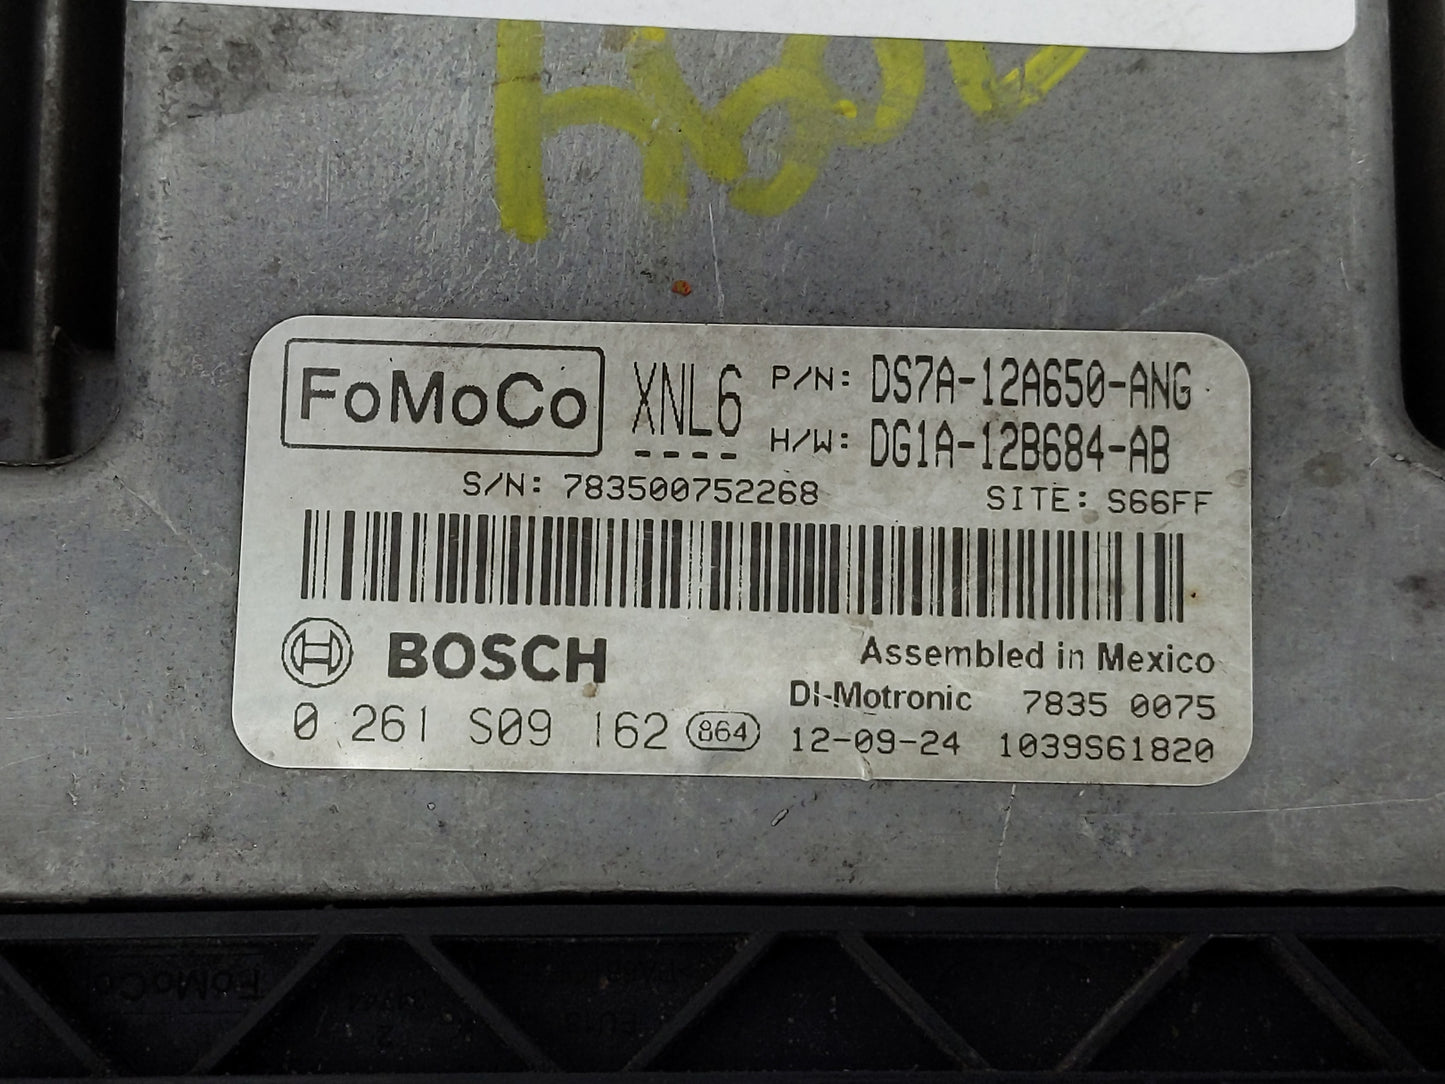 FoMoCo XNL6 P/N: DS7A-12A650-ANG
H/W: DG1A-12B684-AB
S/N: 783500752268 SITE: S66FF
BOSCH Assembled in Mexico
DI-Motronic 7835 0075
0 261 S09 162 864 12-09-24 1039S61820
FoMoCo